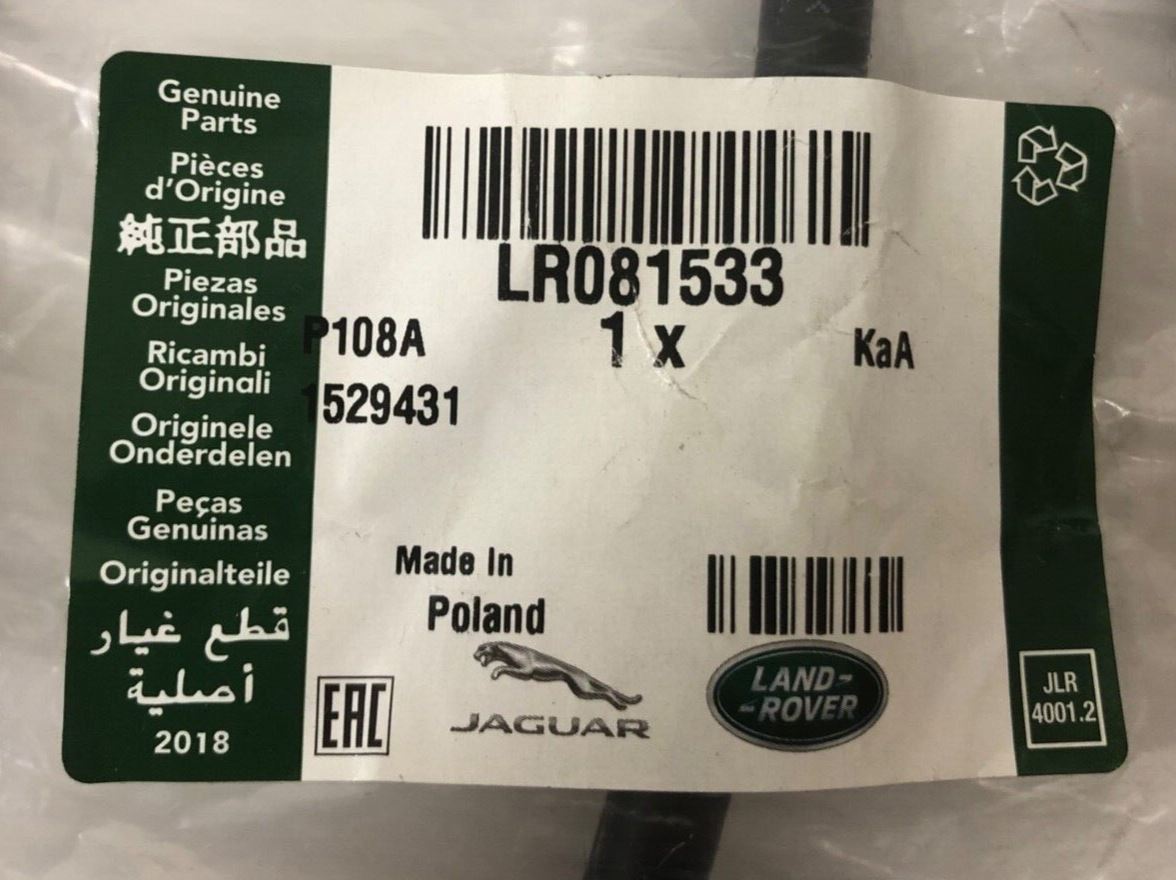 Genuine
Parts
Pièces
d'Origine
純正部品
Piezas
Originales
Ricambi
Originali
Originele
Onderdelen
Peças
Genuinas
Originalteile
قطع غيار
أصلية
2018
LR081533
P108A
1 x
KaA
1529431
Made In
Poland
EAC
JAGUAR
LAND-
-ROVER
JLR
4001.2